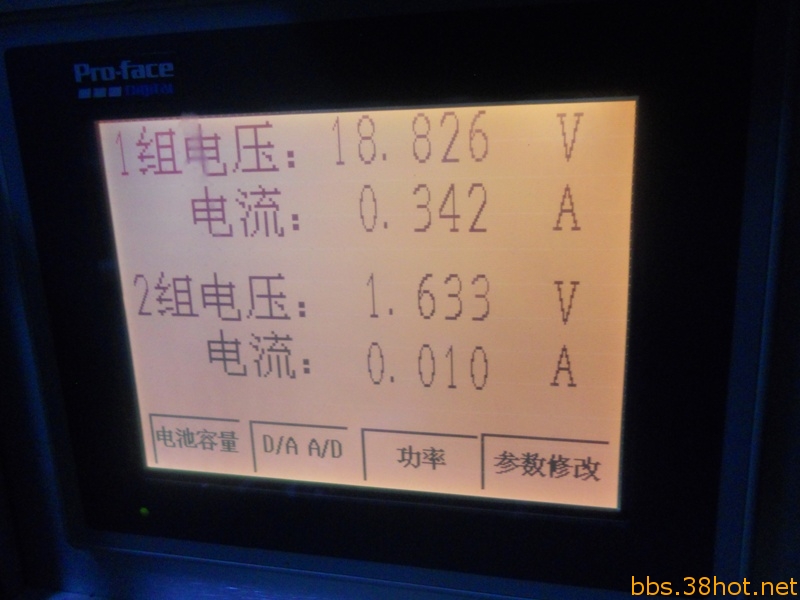 Pro-face
1组电压: 18.826 V
电流: 0.342 A
2组电压: 1.633 V
电流: 0.010 A
电池容量 D/A A/D 功率 参数修改
bbs.38hot.net